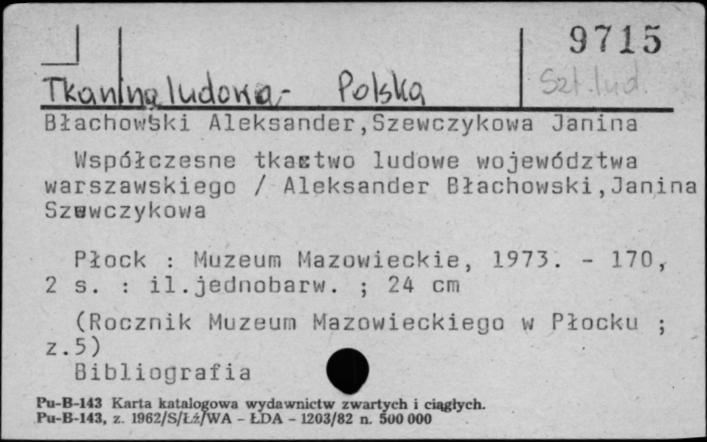 9715
Szt. lud.
Tkanina ludowa - Polska
Błachowski Aleksander,Szewczykowa Janina
Współczesne tkactwo ludowe województwa
warszawskiego / Aleksander Błachowski,Janina
Szewczykowa
Płock : Muzeum Mazowieckie, 1973. - 170,
2 s. : il.jednobarw. ; 24 cm
(Rocznik Muzeum Mazowieckiego w Płocku ;
z.5)
Bibliografia
Pu-B-143 Karta katalogowa wydawnictw zwartych i ciągłych.
Pu-B-143, z. 1962/S/Łż/WA - ŁDA - 1203/82 n. 500 000